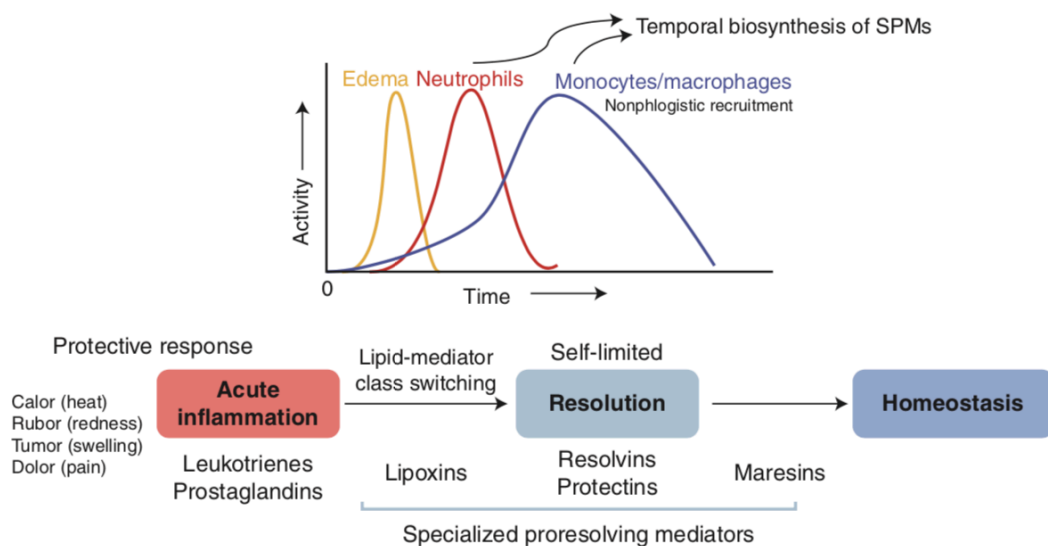 Temporal biosynthesis of SPMs
Edema Neutrophils Monocytes/macrophages
Nonphlogistic recruitment
Activity
0
Time
Protective response
Calor (heat)
Rubor (redness)
Tumor (swelling)
Dolor (pain)
Acute
inflammation
Leukotrienes
Prostaglandins
Lipid-mediator
class switching
Lipoxins
Self-limited
Resolution
Resolvins
Protectins
Maresins
Homeostasis
Specialized proresolving mediators